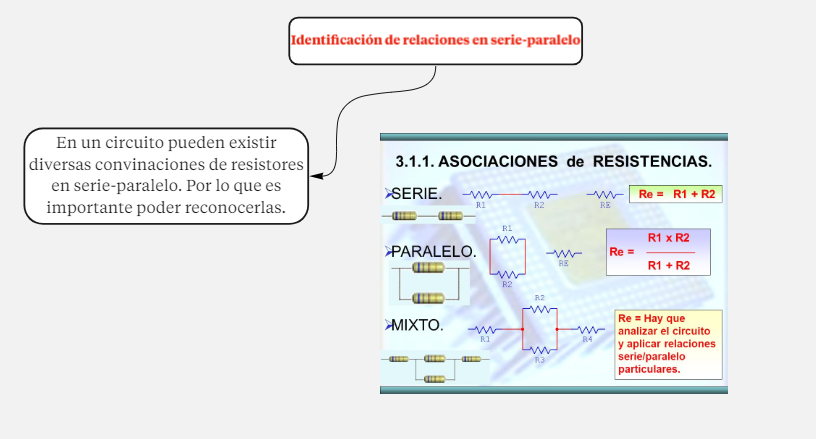 Identificación de relaciones en serie-paralelo
En un circuito pueden existir
diversas convinaciones de resistores
en serie-paralelo. Por lo que es
importante poder reconocerlas.
3.1.1. ASOCIACIONES de RESISTENCIAS.
SERIE.
R1
R2
RE
Re = R1 + R2
PARALELO.
R1
R2
RE
Re =
R1 x R2
R1 + R2
MIXTO.
R1
R2
R3
R4
Re = Hay que
analizar el circuito
y aplicar relaciones
serie/paralelo
particulares.